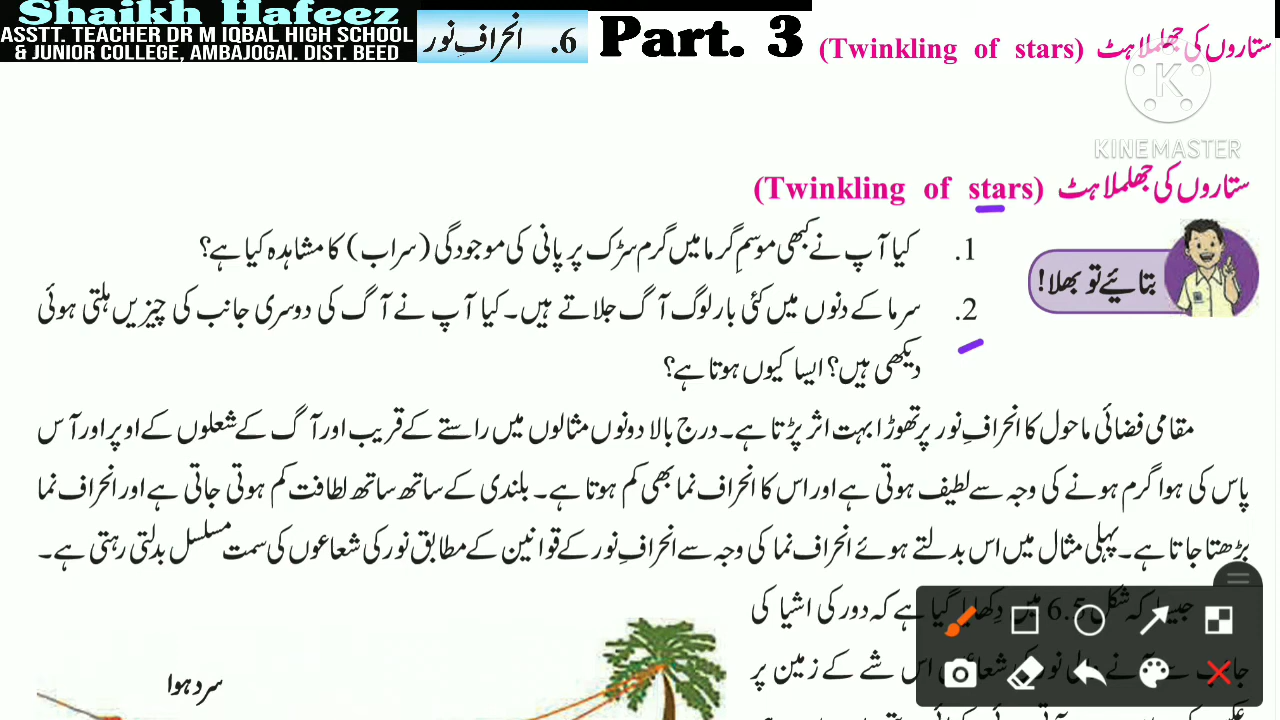 Shaikh Hafeez
ASSTT. TEACHER DR M IQBAL HIGH SCHOOL
& JUNIOR COLLEGE, AMBAJOGAI. DIST. BEED
6. انحرافِ نور
Part. 3
ستاروں کی جھلملاہٹ (Twinkling of stars)
K
KINEMASTER
ستاروں کی جھلملاہٹ (Twinkling of stars)
بتائیے تو بھلا!
1. کیا آپ نے کبھی موسمِ گرما میں گرم سڑک پر پانی کی موجودگی (سراب) کا مشاہدہ کیا ہے؟
2. سرما کے دنوں میں کئی بار لوگ آگ جلاتے ہیں۔ کیا آپ نے آگ کی دوسری جانب کی چیزیں ہلتی ہوئی
دیکھی ہیں؟ ایسا کیوں ہوتا ہے؟
مقامی فضائی ماحول کا انحرافِ نور پر تھوڑا بہت اثر پڑتا ہے۔ درج بالا دونوں مثالوں میں راستے کے قریب اور آگ کے شعلوں کے اوپر اور آس
پاس کی ہوا گرم ہونے کی وجہ سے لطیف ہوتی ہے اور اس کا انحراف نما بھی کم ہوتا ہے۔ بلندی کے ساتھ ساتھ لطافت کم ہوتی جاتی ہے اور انحراف نما
بڑھتا جاتا ہے۔ پہلی مثال میں اس بدلتے ہوئے انحراف نما کی وجہ سے انحرافِ نور کے قوانین کے مطابق نور کی شعاعوں کی سمت مسلسل بدلتی رہتی ہے۔
جیسا کہ شکل 6.5 میں دِکھایا گیا ہے کہ دور کی اشیا کی
اس شے کے زمین پر
سرد ہوا